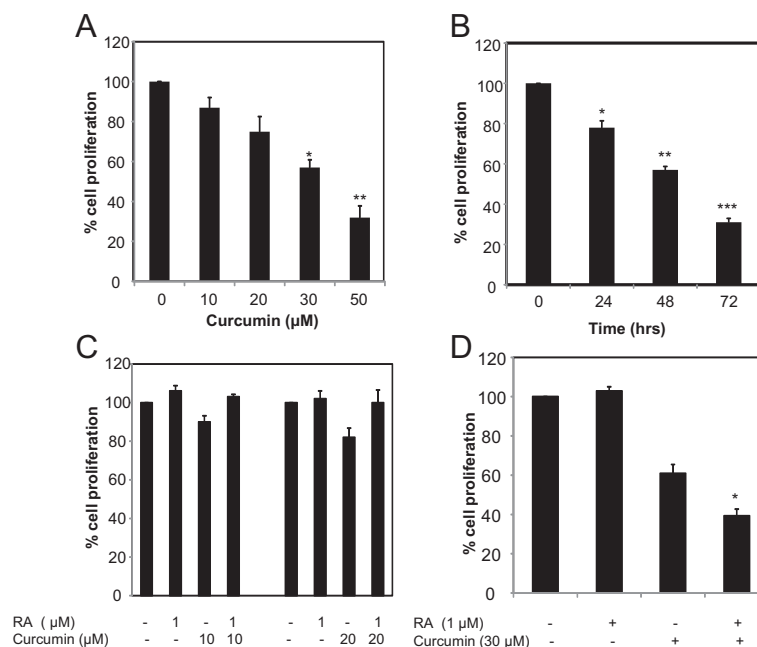 A
120
100
80
60
40
20
0
% cell proliferation
*
**
0 10 20 30 50
Curcumin (µM)
B
120
100
80
60
40
20
0
% cell proliferation
*
**
***
0 24 48 72
Time (hrs)
C
120
100
80
60
40
20
0
% cell proliferation
RA ( µM) - 1 - 1 - 1 - 1
Curcumin (µM) - - 10 10 - - 20 20
D
120
100
80
60
40
20
0
% cell proliferation
*
RA (1 µM) - + - +
Curcumin (30 µM) - - + +